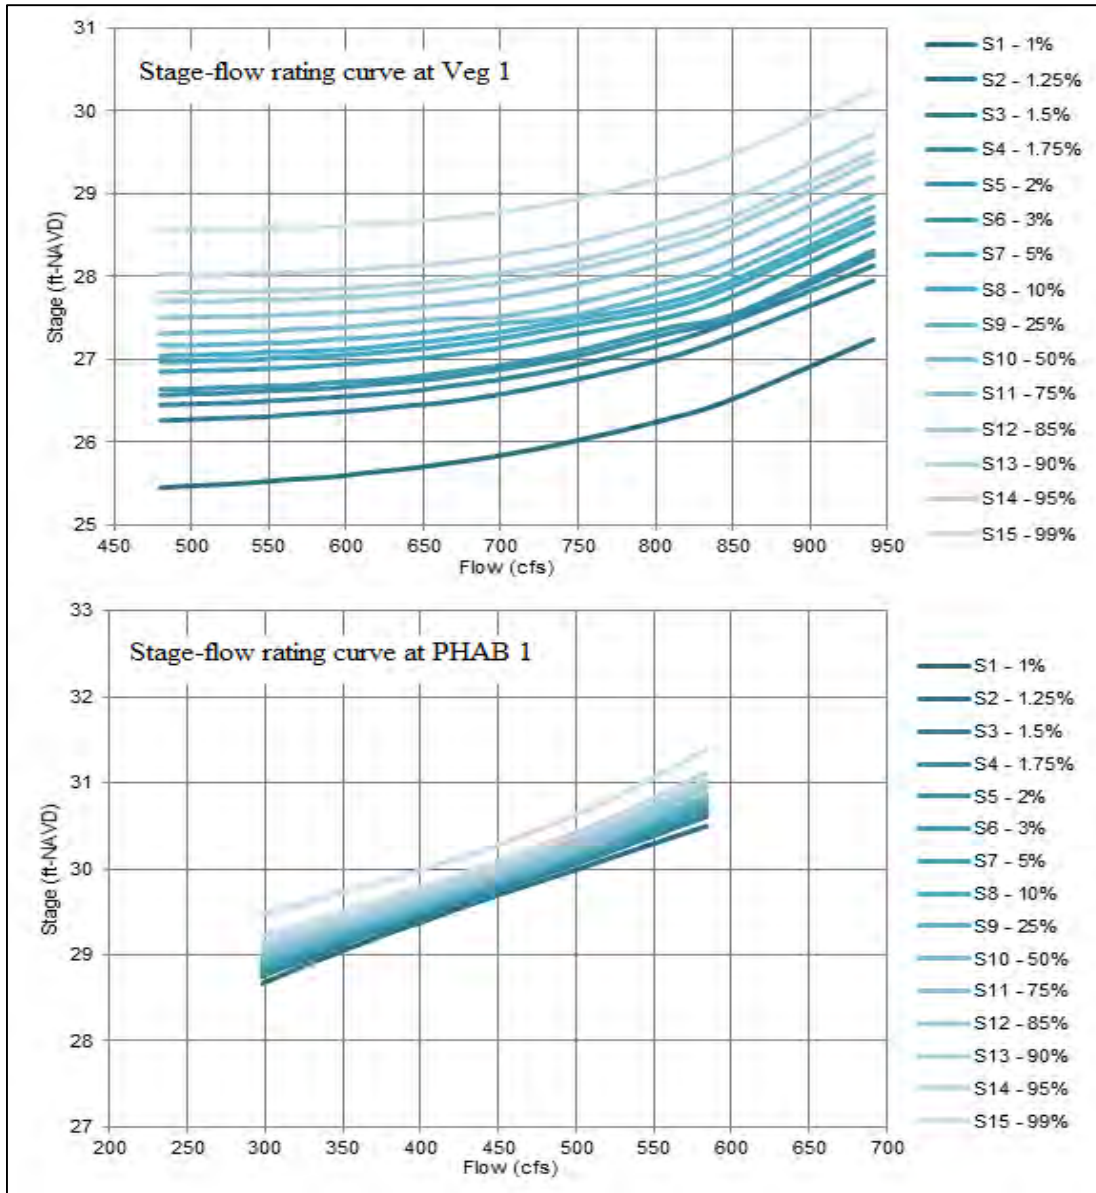 Stage-flow rating curve at Veg 1
Stage (ft-NAVD)
31
30
29
28
27
26
25
450 500 550 600 650 700 750 800 850 900 950
Flow (cfs)
S1 - 1%
S2 - 1.25%
S3 - 1.5%
S4 - 1.75%
S5 - 2%
S6 - 3%
S7 - 5%
S8 - 10%
S9 - 25%
S10 - 50%
S11 - 75%
S12 - 85%
S13 - 90%
S14 - 95%
S15 - 99%
Stage-flow rating curve at PHAB 1
Stage (ft-NAVD)
33
32
31
30
29
28
27
200 250 300 350 400 450 500 550 600 650 700
Flow (cfs)
S1 - 1%
S2 - 1.25%
S3 - 1.5%
S4 - 1.75%
S5 - 2%
S6 - 3%
S7 - 5%
S8 - 10%
S9 - 25%
S10 - 50%
S11 - 75%
S12 - 85%
S13 - 90%
S14 - 95%
S15 - 99%